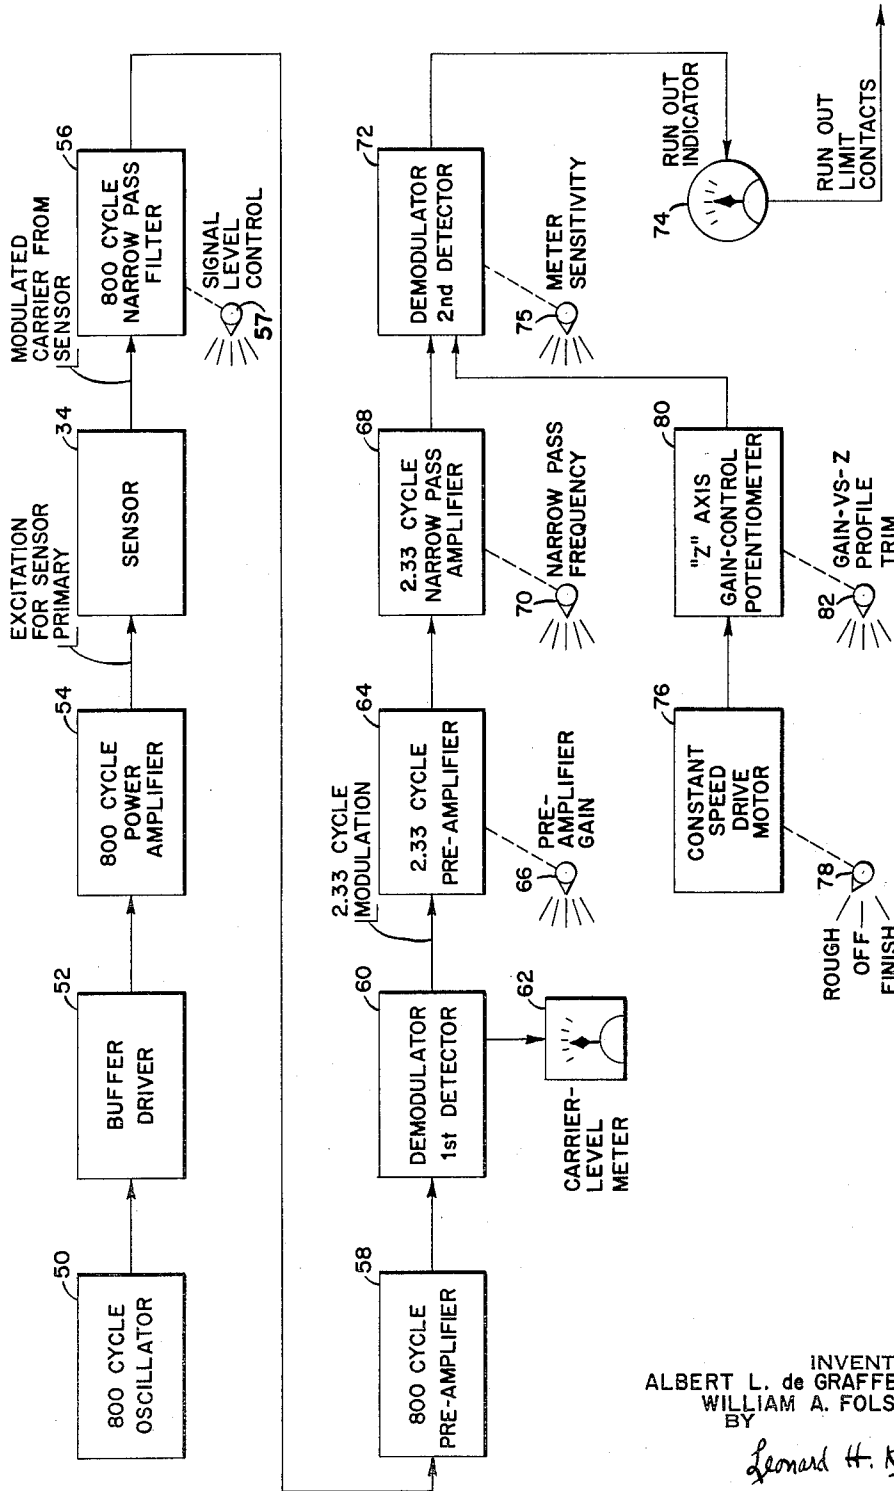 50
800 CYCLE
OSCILLATOR
52
BUFFER
DRIVER
54
800 CYCLE
POWER
AMPLIFIER
EXCITATION
FOR SENSOR
PRIMARY
34
SENSOR
MODULATED
CARRIER FROM
SENSOR
56
800 CYCLE
NARROW PASS
FILTER
SIGNAL
LEVEL
CONTROL
57
58
800 CYCLE
PRE-AMPLIFIER
60
DEMODULATOR
1st DETECTOR
62
CARRIER-
LEVEL
METER
2.33 CYCLE
MODULATION
64
2.33 CYCLE
PRE-AMPLIFIER
66
PRE-
AMPLIFIER
GAIN
68
2.33 CYCLE
NARROW PASS
AMPLIFIER
70
NARROW PASS
FREQUENCY
72
DEMODULATOR
2nd DETECTOR
75
METER
SENSITIVITY
RUN OUT
INDICATOR
74
RUN OUT
LIMIT
CONTACTS
76
CONSTANT
SPEED
DRIVE
MOTOR
78
ROUGH
OFF
FINISH
80
"Z" AXIS
GAIN-CONTROL
POTENTIOMETER
82
GAIN-VS-Z
PROFILE
TRIM
INVENT
ALBERT L. de GRAFFE
WILLIAM A. FOLS
BY
Leonard H.